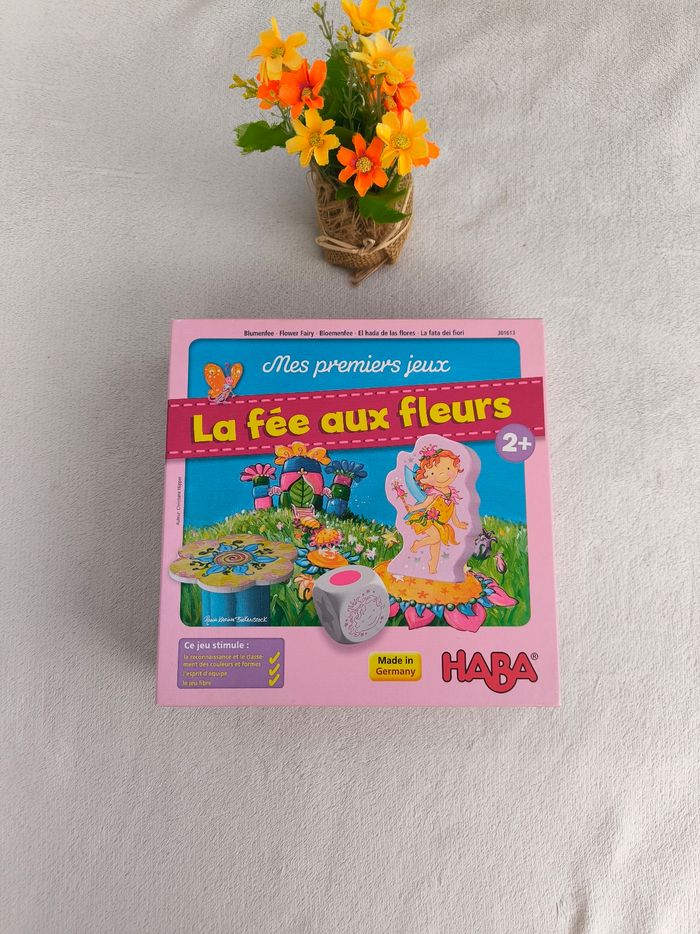 Blumenfee · Flower Fairy · Bloemenfee · El hada de las flores · La fata dei fiori 301613
Mes premiers jeux
La fée aux fleurs
2+
Ce jeu stimule :
la reconnaissance et le classe
ment des couleurs et formes
l'esprit d'équipe
le jeu libre
Made in
Germany
HABA®